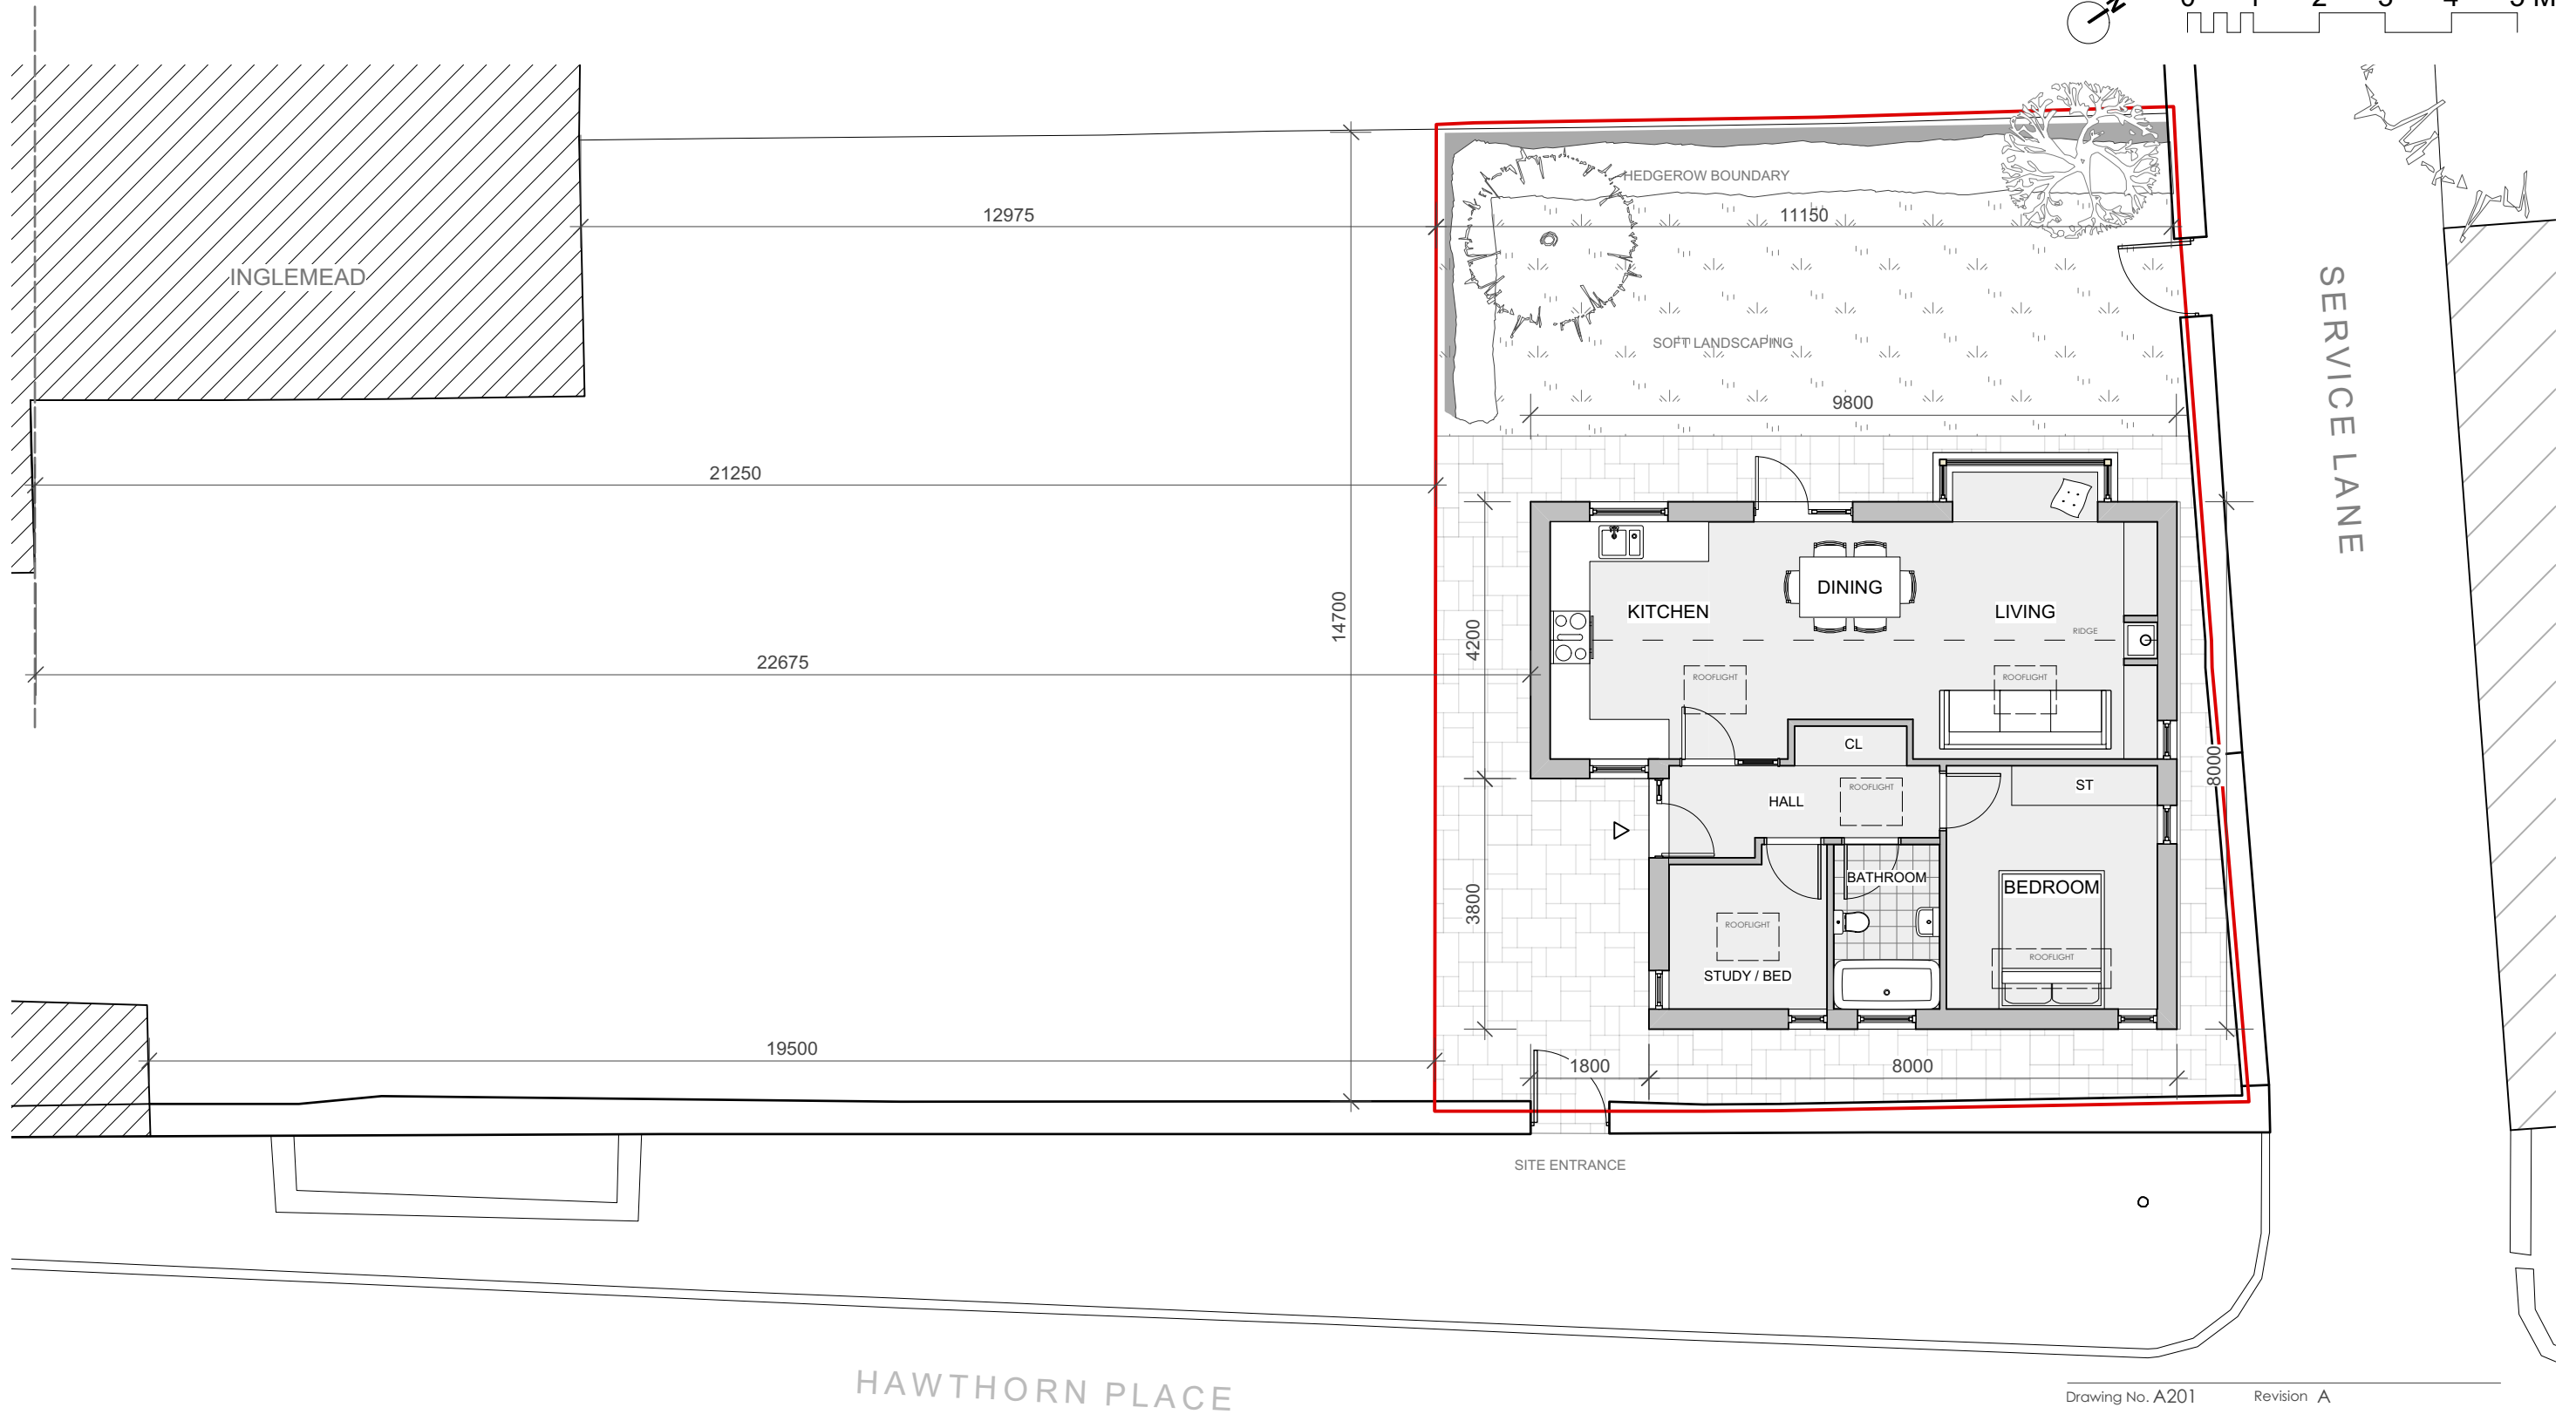 N
0 1 2 3 4 5 M
HEDGEROW BOUNDARY
12975
11150
INGLEMEAD
SERVICE LANE
SOFT LANDSCAPING
9800
21250
DINING
KITCHEN
LIVING
14700
4200
RIDGE
22675
ROOFLIGHT
ROOFLIGHT
CL
8000
ST
ROOFLIGHT
HALL
BATHROOM
BEDROOM
3800
ROOFLIGHT
STUDY / BED
ROOFLIGHT
19500
1800
8000
SITE ENTRANCE
HAWTHORN PLACE
Drawing No. A201 Revision A